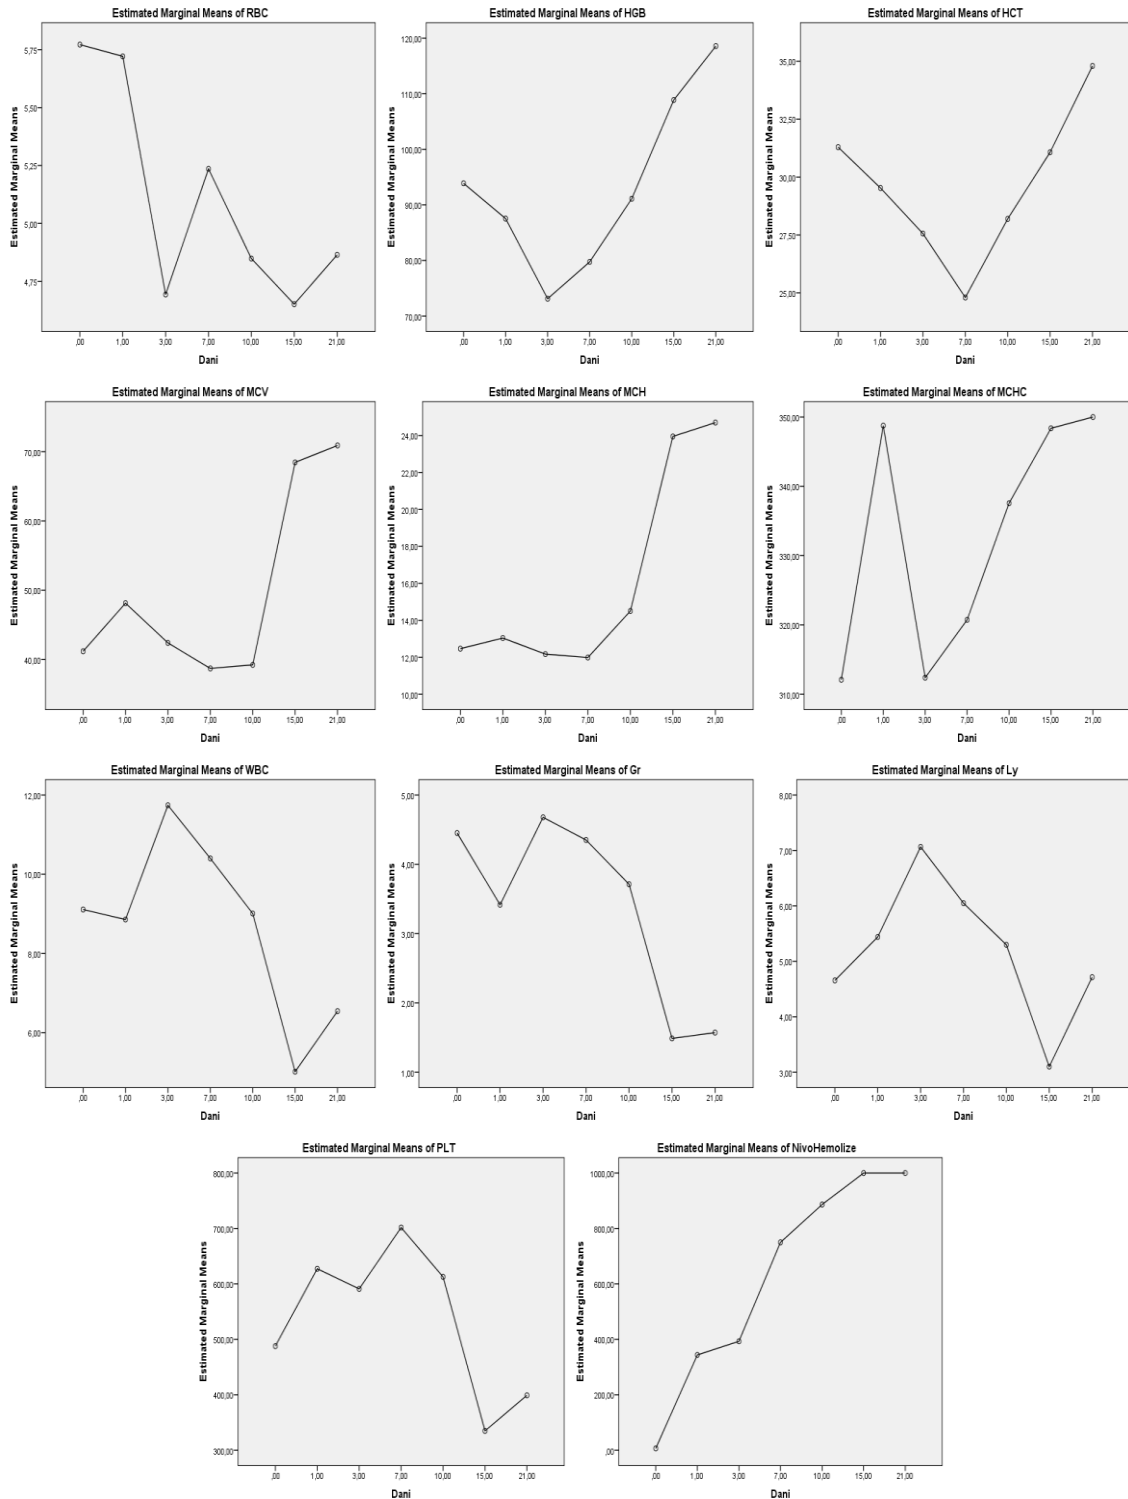 Estimated Marginal Means of RBC
Estimated Marginal Means
5,75
5,50
5,25
5,00
4,75
,00 1,00 3,00 7,00 10,00 15,00 21,00
Dani
Estimated Marginal Means of HGB
Estimated Marginal Means
120,00
110,00
100,00
90,00
80,00
70,00
,00 1,00 3,00 7,00 10,00 15,00 21,00
Dani
Estimated Marginal Means of HCT
Estimated Marginal Means
35,00
32,50
30,00
27,50
25,00
,00 1,00 3,00 7,00 10,00 15,00 21,00
Dani
Estimated Marginal Means of MCV
Estimated Marginal Means
70,00
60,00
50,00
40,00
,00 1,00 3,00 7,00 10,00 15,00 21,00
Dani
Estimated Marginal Means of MCH
Estimated Marginal Means
24,00
22,00
20,00
18,00
16,00
14,00
12,00
10,00
,00 1,00 3,00 7,00 10,00 15,00 21,00
Dani
Estimated Marginal Means of MCHC
Estimated Marginal Means
350,00
340,00
330,00
320,00
310,00
,00 1,00 3,00 7,00 10,00 15,00 21,00
Dani
Estimated Marginal Means of WBC
Estimated Marginal Means
12,00
10,00
8,00
6,00
,00 1,00 3,00 7,00 10,00 15,00 21,00
Dani
Estimated Marginal Means of Gr
Estimated Marginal Means
5,00
4,00
3,00
2,00
1,00
,00 1,00 3,00 7,00 10,00 15,00 21,00
Dani
Estimated Marginal Means of Ly
Estimated Marginal Means
8,00
7,00
6,00
5,00
4,00
3,00
,00 1,00 3,00 7,00 10,00 15,00 21,00
Dani
Estimated Marginal Means of PLT
Estimated Marginal Means
800,00
700,00
600,00
500,00
400,00
300,00
,00 1,00 3,00 7,00 10,00 15,00 21,00
Dani
Estimated Marginal Means of NivoHemolize
Estimated Marginal Means
1000,00
800,00
600,00
400,00
200,00
,00
,00 1,00 3,00 7,00 10,00 15,00 21,00
Dani